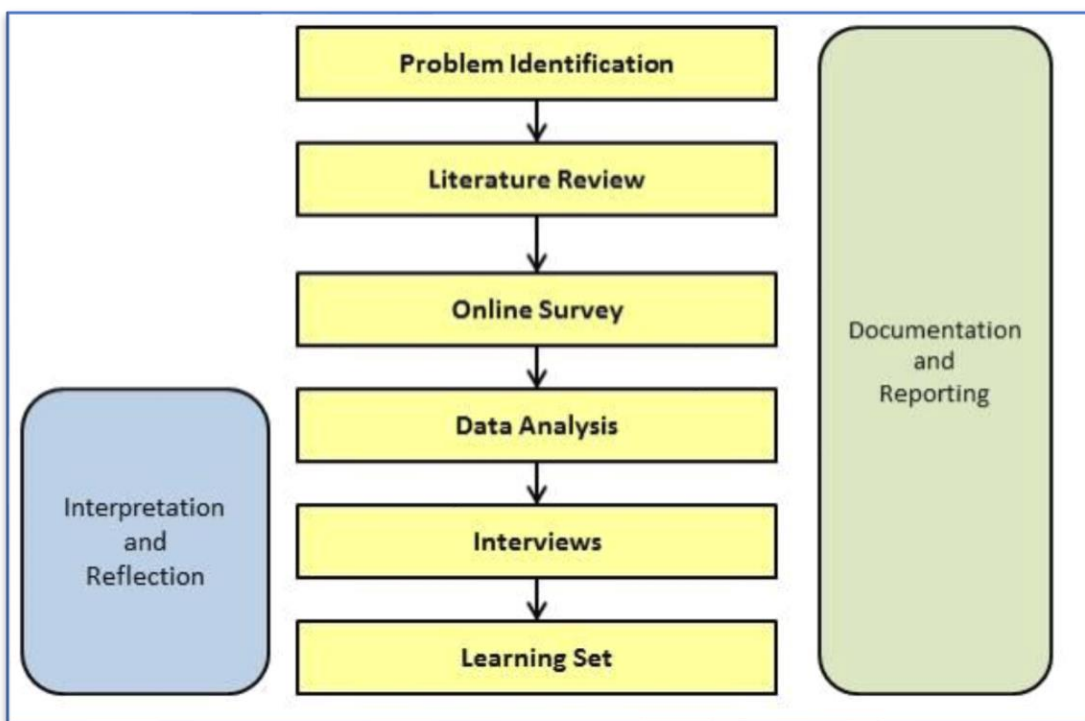 Problem Identification
Literature Review
Online Survey
Data Analysis
Interviews
Learning Set
Interpretation
and
Reflection
Documentation
and
Reporting